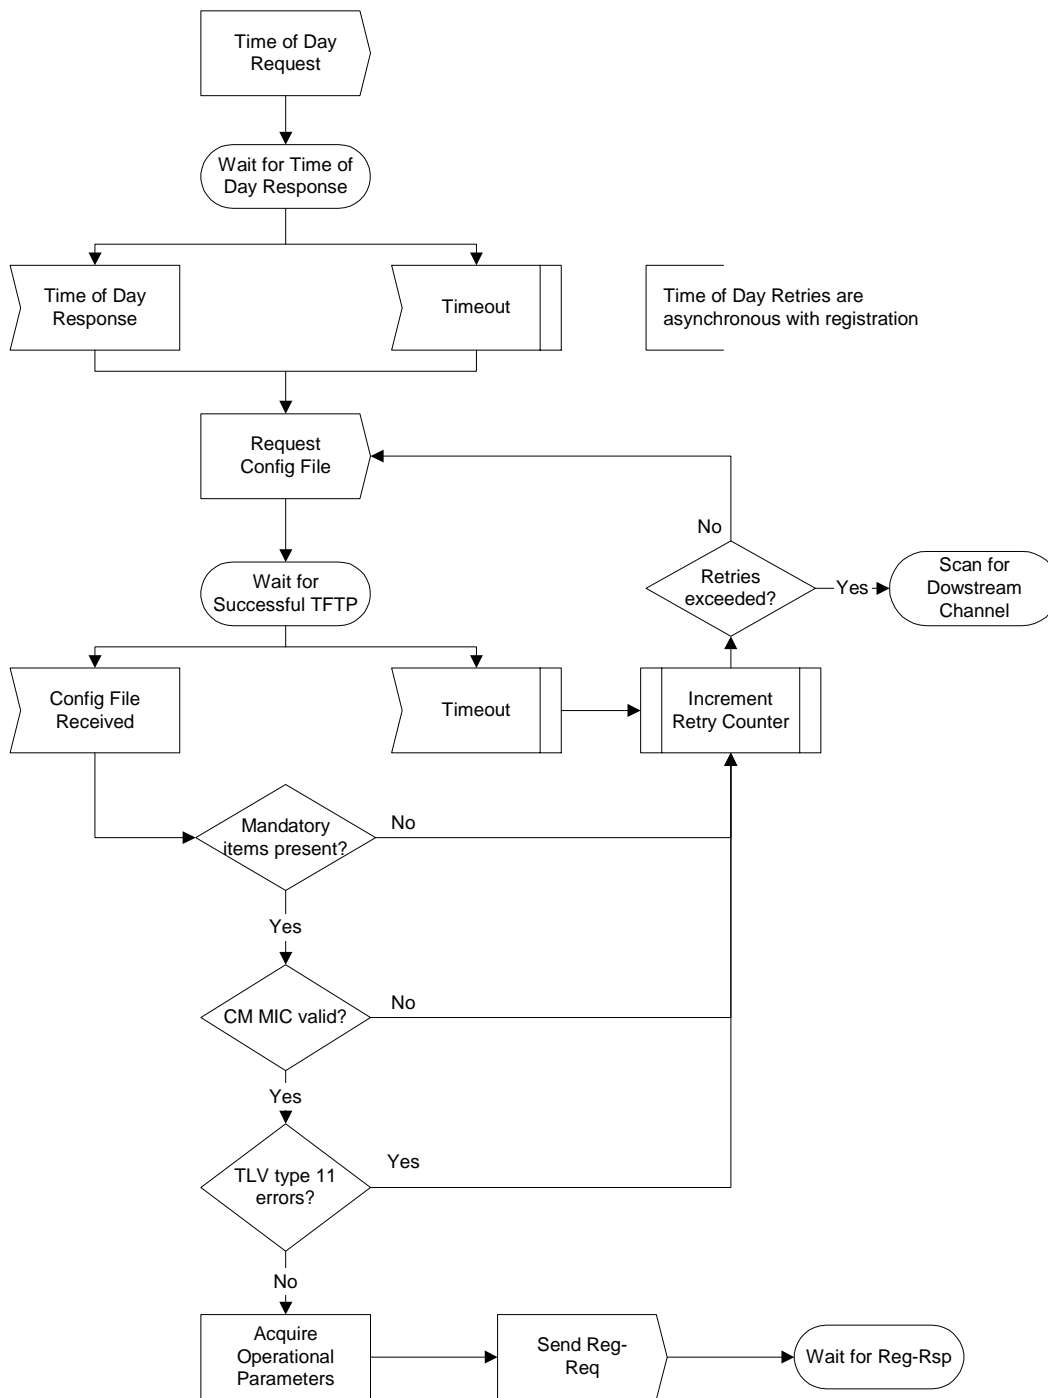 Time of Day
Request
Wait for Time of
Day Response
Time of Day
Response
Timeout
Time of Day Retries are
asynchronous with registration
Request
Config File
No
Retries
exceeded?
Yes
Scan for
Dowstream
Channel
Wait for
Successful TFTP
Config File
Received
Timeout
Increment
Retry Counter
Mandatory
items present?
No
Yes
CM MIC valid?
No
Yes
TLV type 11
errors?
Yes
No
Acquire
Operational
Parameters
Send Reg-
Req
Wait for Reg-Rsp